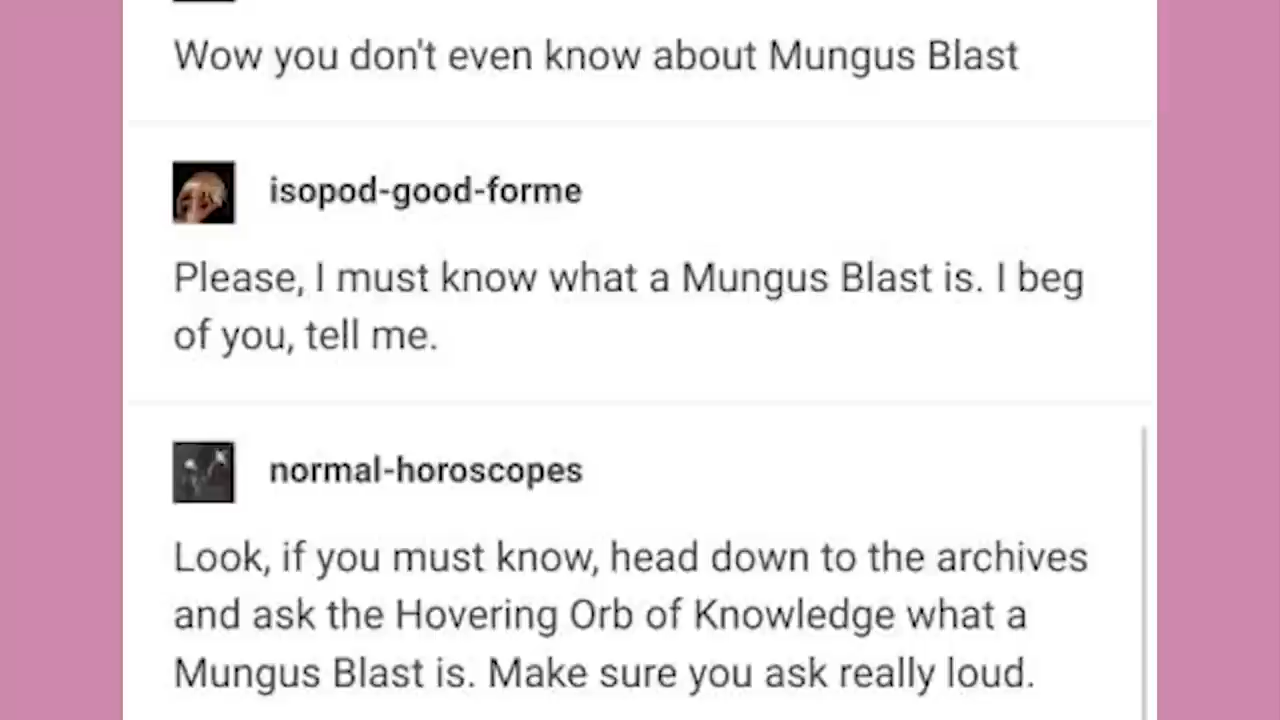 Wow you don't even know about Mungus Blast
isopod-good-forme
Please, I must know what a Mungus Blast is. I beg
of you, tell me.
normal-horoscopes
Look, if you must know, head down to the archives
and ask the Hovering Orb of Knowledge what a
Mungus Blast is. Make sure you ask really loud.